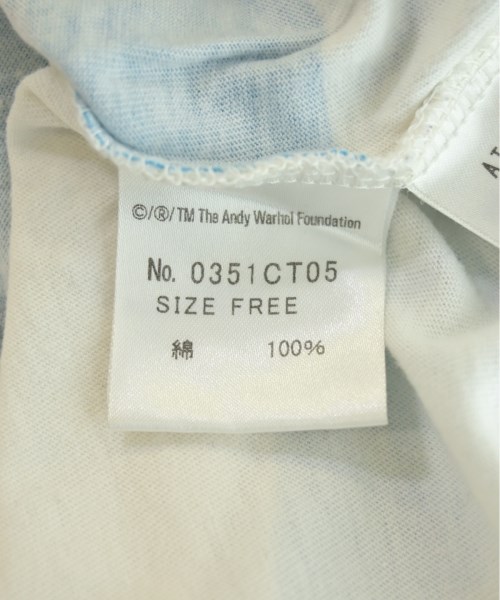 ©/®/TM The Andy Warhol Foundation
No. 0351CT05
SIZE FREE
綿 100%